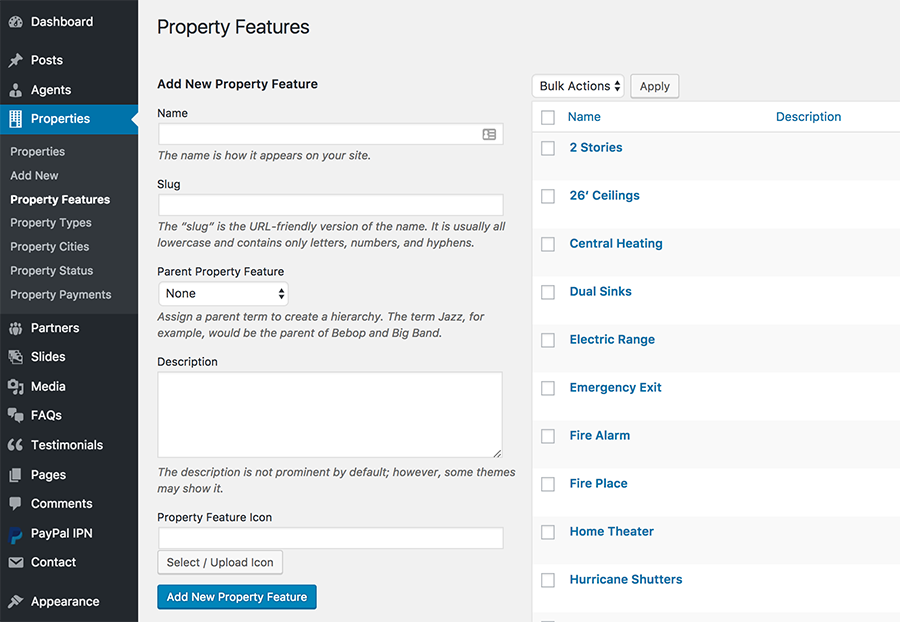 Dashboard
Posts
Agents
Properties
Properties
Add New
Property Features
Property Types
Property Cities
Property Status
Property Payments
Partners
Slides
Media
FAQs
Testimonials
Pages
Comments
PayPal IPN
Contact
Appearance
Property Features
Add New Property Feature
Name
The name is how it appears on your site.
Slug
The “slug” is the URL-friendly version of the name. It is usually all
lowercase and contains only letters, numbers, and hyphens.
Parent Property Feature
None
Assign a parent term to create a hierarchy. The term Jazz, for
example, would be the parent of Bebop and Big Band.
Description
The description is not prominent by default; however, some themes
may show it.
Property Feature Icon
Select / Upload Icon
Add New Property Feature
Bulk Actions Apply
Name Description
2 Stories
26′ Ceilings
Central Heating
Dual Sinks
Electric Range
Emergency Exit
Fire Alarm
Fire Place
Home Theater
Hurricane Shutters